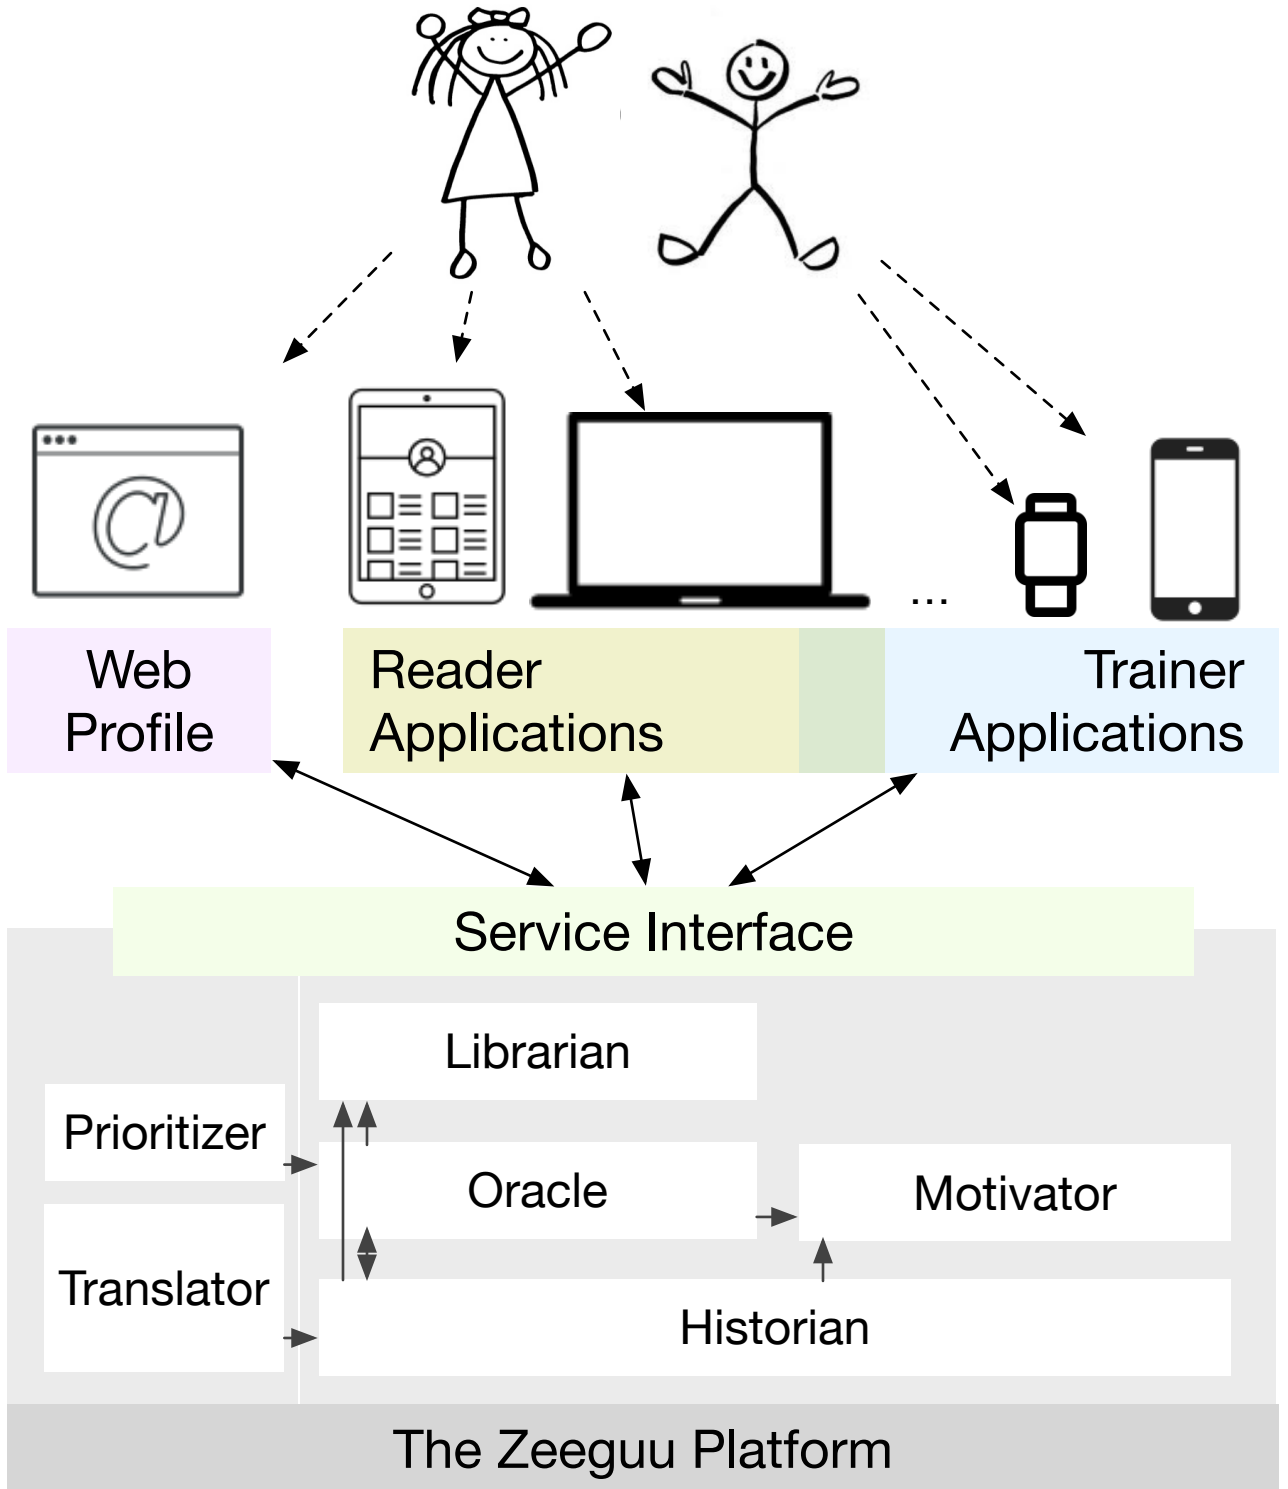 ...
Web
Profile
Reader
Applications
Trainer
Applications
Service Interface
Librarian
Prioritizer
Oracle
Motivator
Translator
Historian
The Zeeguu Platform